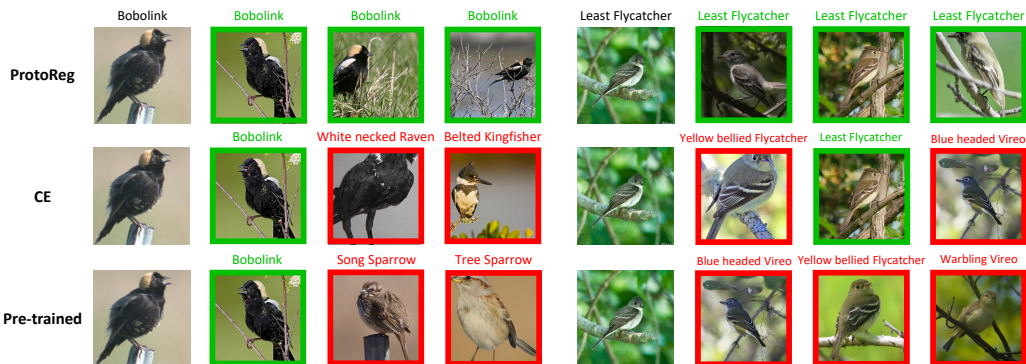 Bobolink Bobolink Bobolink Bobolink Least Flycatcher Least Flycatcher Least Flycatcher Least Flycatcher
ProtoReg
Bobolink White necked Raven Belted Kingfisher Yellow bellied Flycatcher Least Flycatcher Blue headed Vireo
CE
Bobolink Song Sparrow Tree Sparrow Blue headed Vireo Yellow bellied Flycatcher Warbling Vireo
Pre-trained